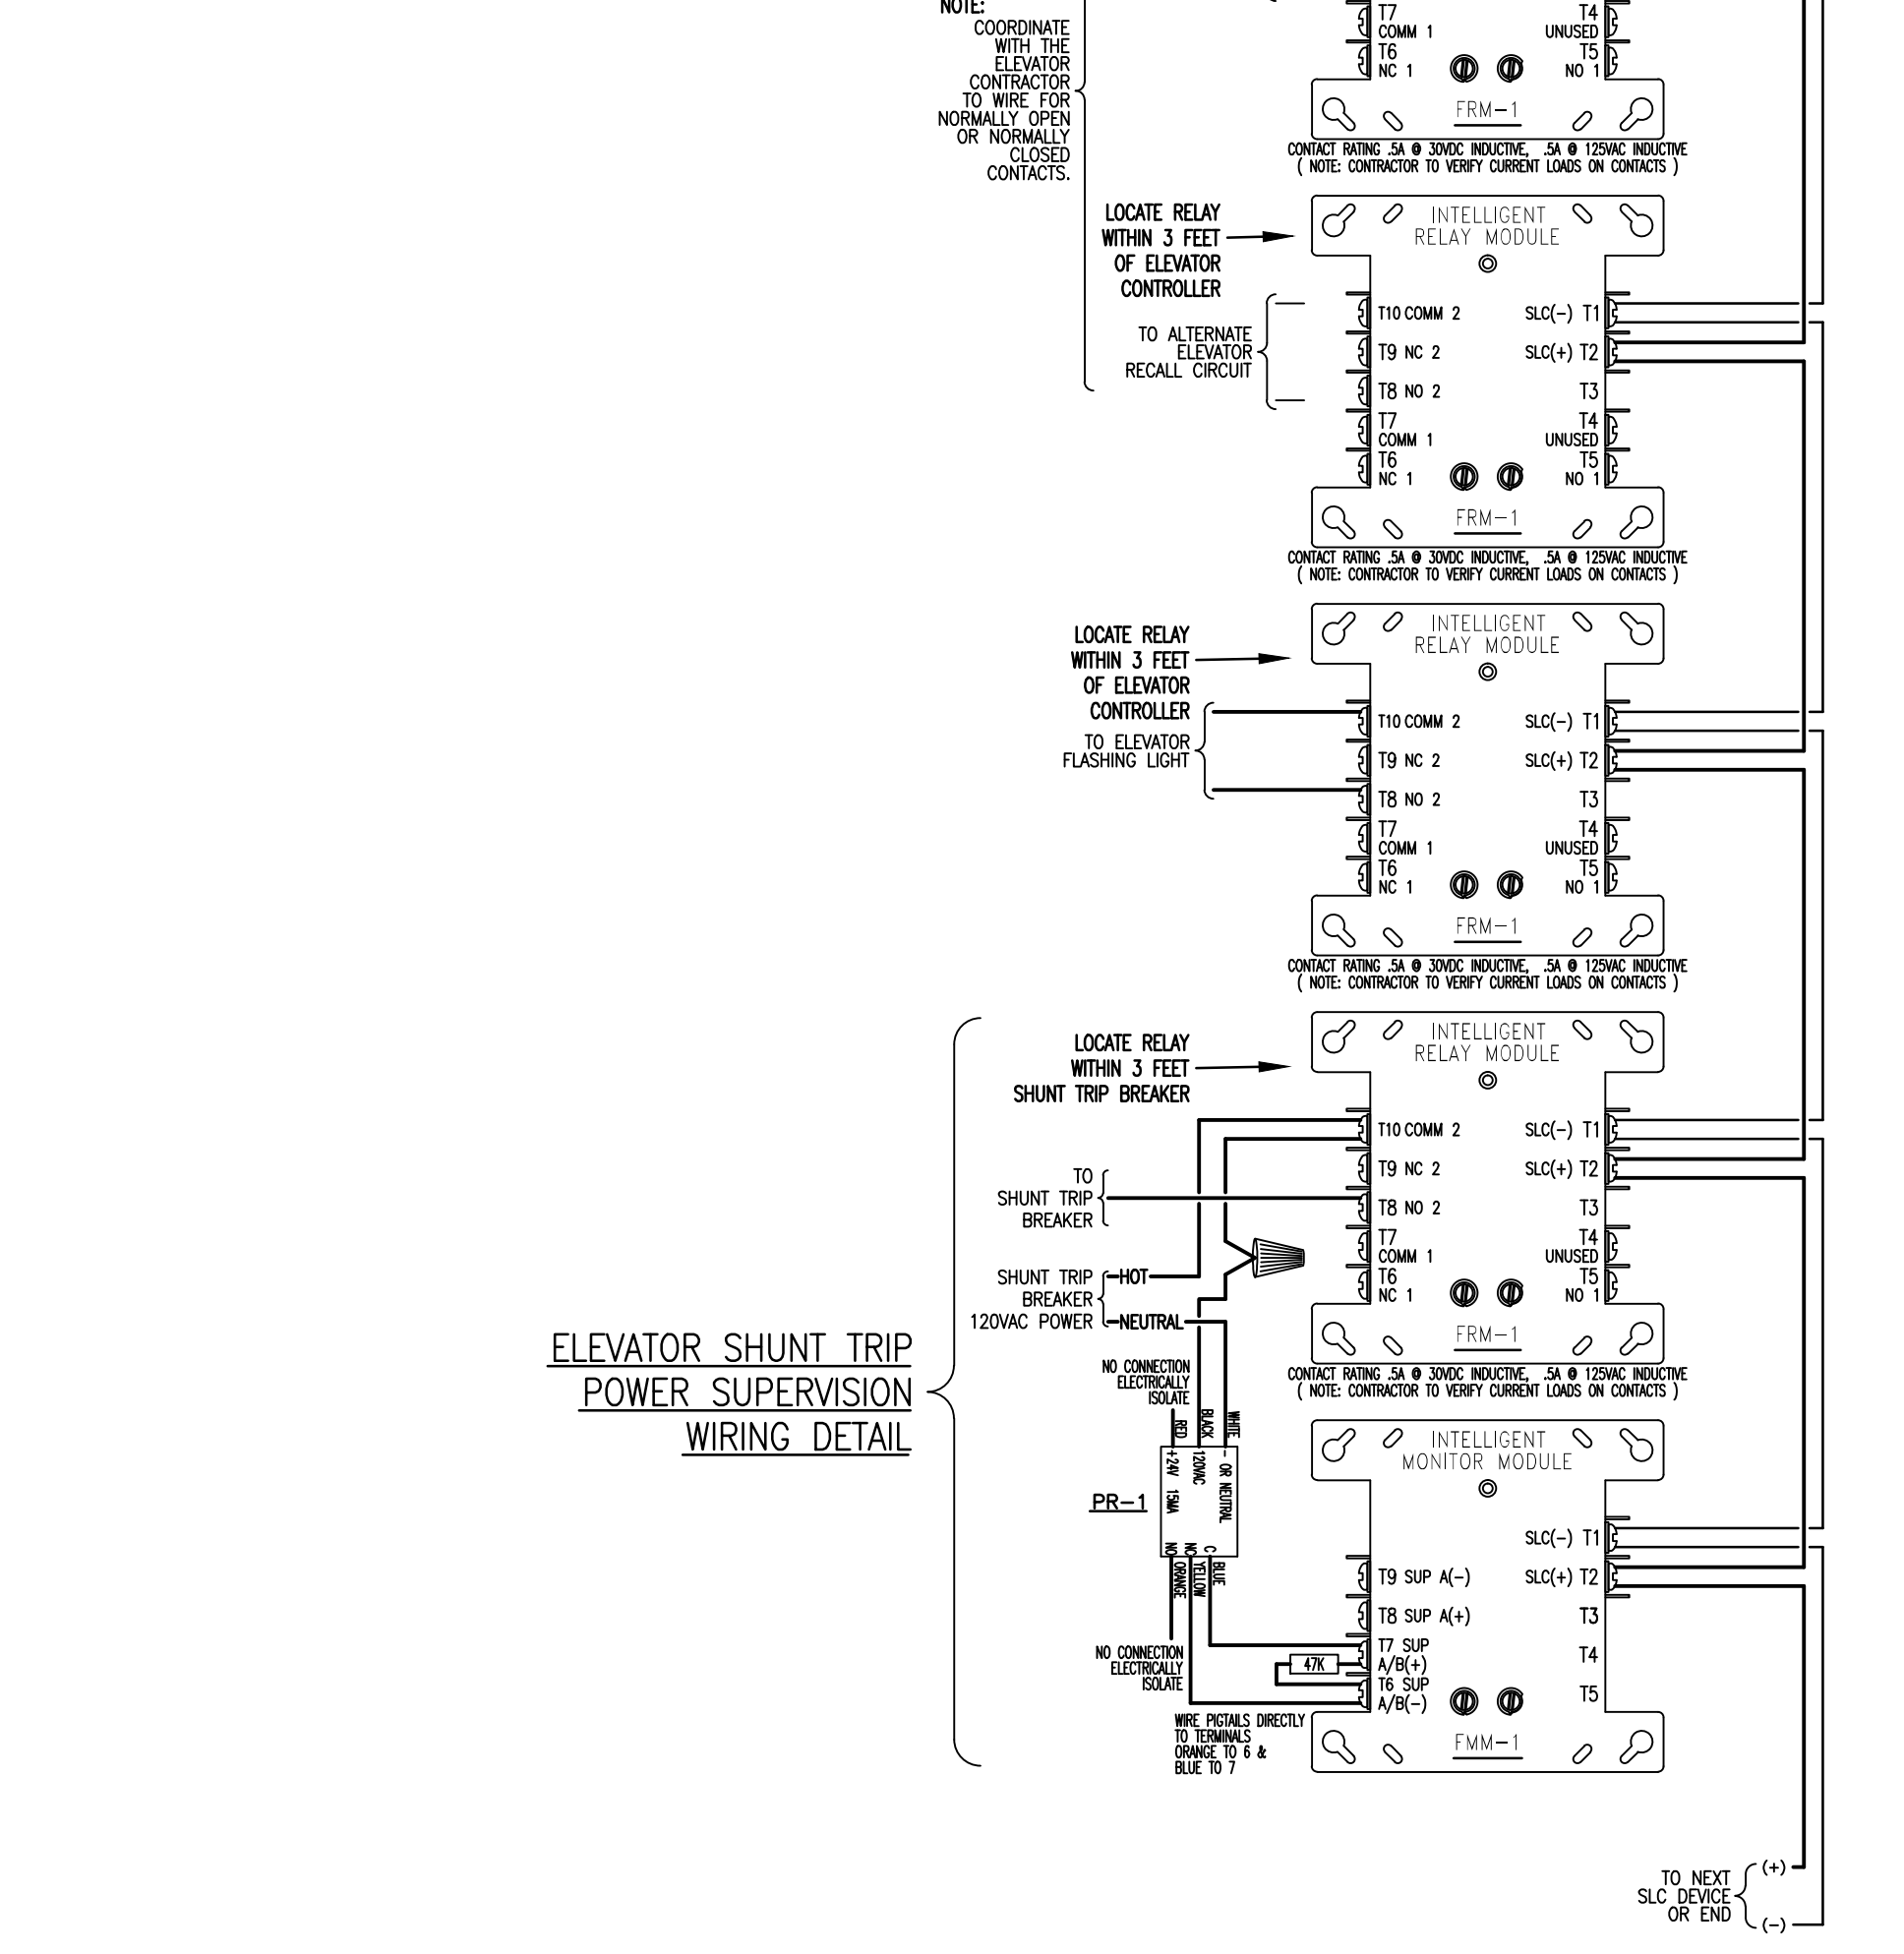 NOTE:
COORDINATE
WITH THE
ELEVATOR
CONTRACTOR
TO WIRE FOR
NORMALLY OPEN
OR NORMALLY
CLOSED
CONTACTS.
T7
COMM 1
T6
NC 1
T4
UNUSED
T5
NO 1
FRM-1
CONTACT RATING .5A @ 30VDC INDUCTIVE, .5A @ 125VAC INDUCTIVE
( NOTE: CONTRACTOR TO VERIFY CURRENT LOADS ON CONTACTS )
LOCATE RELAY
WITHIN 3 FEET
OF ELEVATOR
CONTROLLER
TO ALTERNATE
ELEVATOR
RECALL CIRCUIT
INTELLIGENT
RELAY MODULE
T10 COMM 2
SLC(-) T1
T9 NC 2
SLC(+) T2
T8 NO 2
T3
T7
COMM 1
T4
UNUSED
T6
NC 1
T5
NO 1
FRM-1
CONTACT RATING .5A @ 30VDC INDUCTIVE, .5A @ 125VAC INDUCTIVE
( NOTE: CONTRACTOR TO VERIFY CURRENT LOADS ON CONTACTS )
LOCATE RELAY
WITHIN 3 FEET
OF ELEVATOR
CONTROLLER
TO ELEVATOR
FLASHING LIGHT
INTELLIGENT
RELAY MODULE
T10 COMM 2
SLC(-) T1
T9 NC 2
SLC(+) T2
T8 NO 2
T3
T7
COMM 1
T4
UNUSED
T6
NC 1
T5
NO 1
FRM-1
CONTACT RATING .5A @ 30VDC INDUCTIVE, .5A @ 125VAC INDUCTIVE
( NOTE: CONTRACTOR TO VERIFY CURRENT LOADS ON CONTACTS )
ELEVATOR SHUNT TRIP
POWER SUPERVISION
WIRING DETAIL
LOCATE RELAY
WITHIN 3 FEET
SHUNT TRIP BREAKER
TO
SHUNT TRIP
BREAKER
SHUNT TRIP
BREAKER
120VAC POWER
HOT
NEUTRAL
INTELLIGENT
RELAY MODULE
T10 COMM 2
SLC(-) T1
T9 NC 2
SLC(+) T2
T8 NO 2
T3
T7
COMM 1
T4
UNUSED
T6
NC 1
T5
NO 1
FRM-1
CONTACT RATING .5A @ 30VDC INDUCTIVE, .5A @ 125VAC INDUCTIVE
( NOTE: CONTRACTOR TO VERIFY CURRENT LOADS ON CONTACTS )
NO CONNECTION
ELECTRICALLY
ISOLATE
RED
BLACK
WHITE
+24V 15MA
120VAC
- OR NEUTRAL
PR-1
NO
NC
C
ORANGE
YELLOW
BLUE
NO CONNECTION
ELECTRICALLY
ISOLATE
47K
WIRE PIGTAILS DIRECTLY
TO TERMINALS
ORANGE TO 6 &
BLUE TO 7
INTELLIGENT
MONITOR MODULE
SLC(-) T1
T9 SUP A(-)
SLC(+) T2
T8 SUP A(+)
T3
T7 SUP
A/B(+)
T4
T6 SUP
A/B(-)
T5
FMM-1
TO NEXT
SLC DEVICE
OR END
(+)
(-)